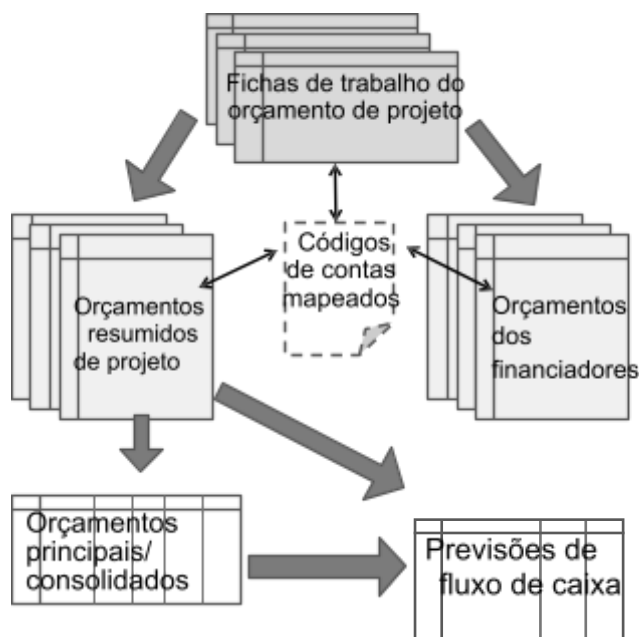 Fichas de trabalho do
orçamento de projeto
Códigos
de contas
mapeados
Orçamentos
resumidos
de projeto
Orçamentos
dos
financiadores
Orçamentos
principais/
consolidados
Previsões de
fluxo de caixa